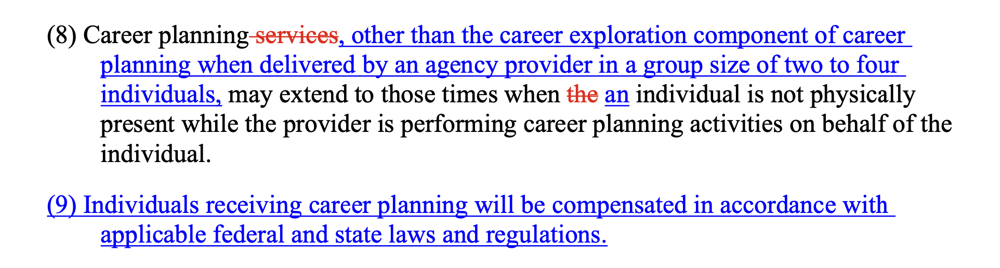 (8) Career planning services, other than the career exploration component of career
planning when delivered by an agency provider in a group size of two to four
individuals, may extend to those times when the an individual is not physically
present while the provider is performing career planning activities on behalf of the
individual.
(9) Individuals receiving career planning will be compensated in accordance with
applicable federal and state laws and regulations.